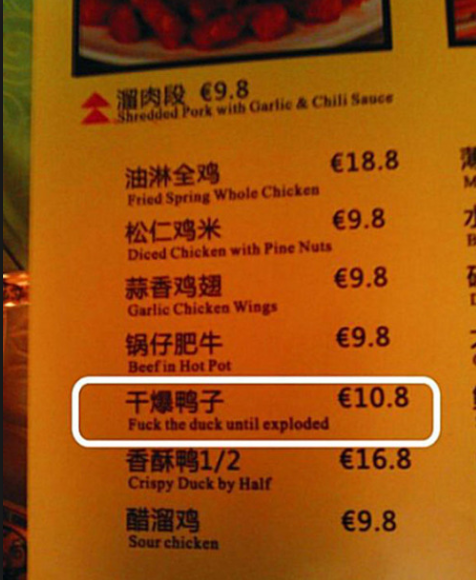 溜肉段 €9.8
Shredded Pork with Garlic & Chili Sauce
油淋全鸡 €18.8
Fried Spring Whole Chicken
松仁鸡米 €9.8
Diced Chicken with Pine Nuts
蒜香鸡翅 €9.8
Garlic Chicken Wings
锅仔肥牛 €9.8
Beef in Hot Pot
干爆鸭子 €10.8
Fuck the duck until exploded
香酥鸭1/2 €16.8
Crispy Duck by Half
醋溜鸡 €9.8
Sour chicken